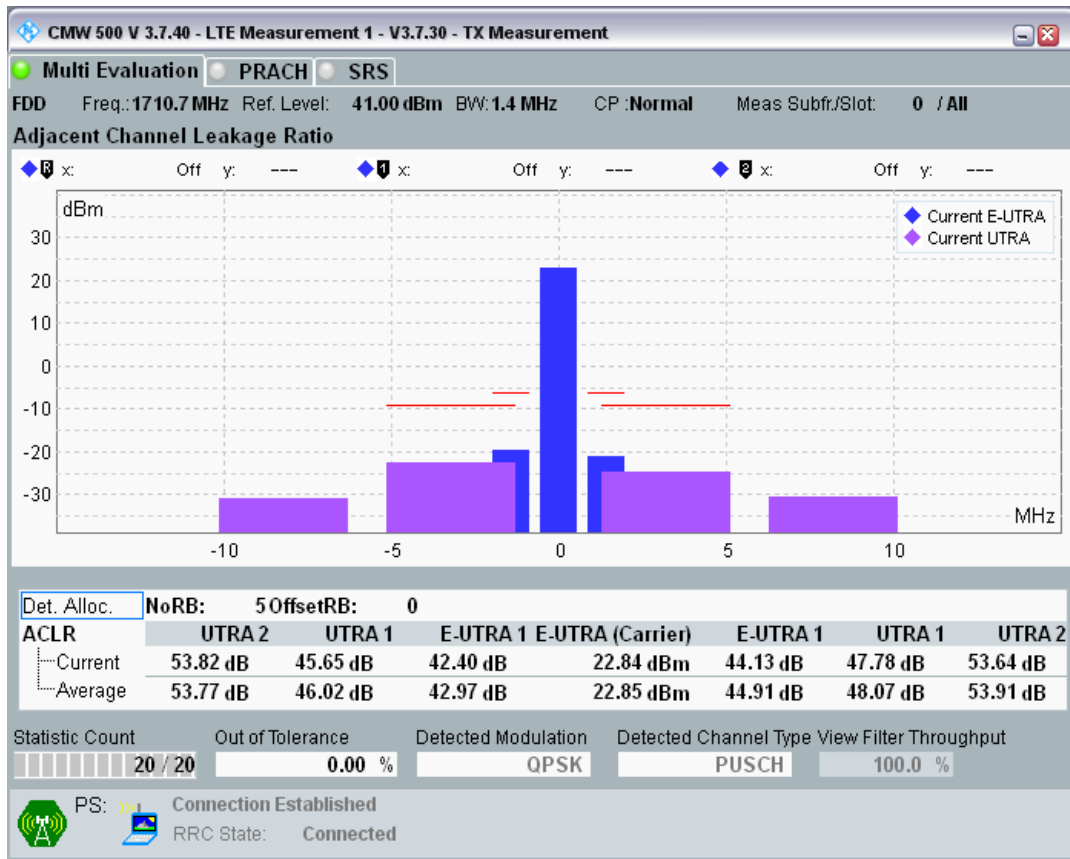 CMW 500 V 3.7.40 - LTE Measurement 1 - V3.7.30 - TX Measurement
Multi Evaluation PRACH SRS
FDD Freq.: 1710.7 MHz Ref. Level: 41.00 dBm BW: 1.4 MHz CP : Normal Meas Subfr./Slot: 0 / All
Adjacent Channel Leakage Ratio
R x: Off y: --- 1 x: Off y: --- 2 x: Off y: ---
dBm
Current E-UTRA
Current UTRA
30
20
10
0
-10
-20
-30
MHz
-10 -5 0 5 10
Det. Alloc. NoRB: 5 OffsetRB: 0
ACLR UTRA 2 UTRA 1 E-UTRA 1 E-UTRA (Carrier) E-UTRA 1 UTRA 1 UTRA 2
Current 53.82 dB 45.65 dB 42.40 dB 22.84 dBm 44.13 dB 47.78 dB 53.64 dB
Average 53.77 dB 46.02 dB 42.97 dB 22.85 dBm 44.91 dB 48.07 dB 53.91 dB
Statistic Count Out of Tolerance Detected Modulation Detected Channel Type View Filter Throughput
20 / 20 0.00 % QPSK PUSCH 100.0 %
PS: Connection Established
RRC State: Connected